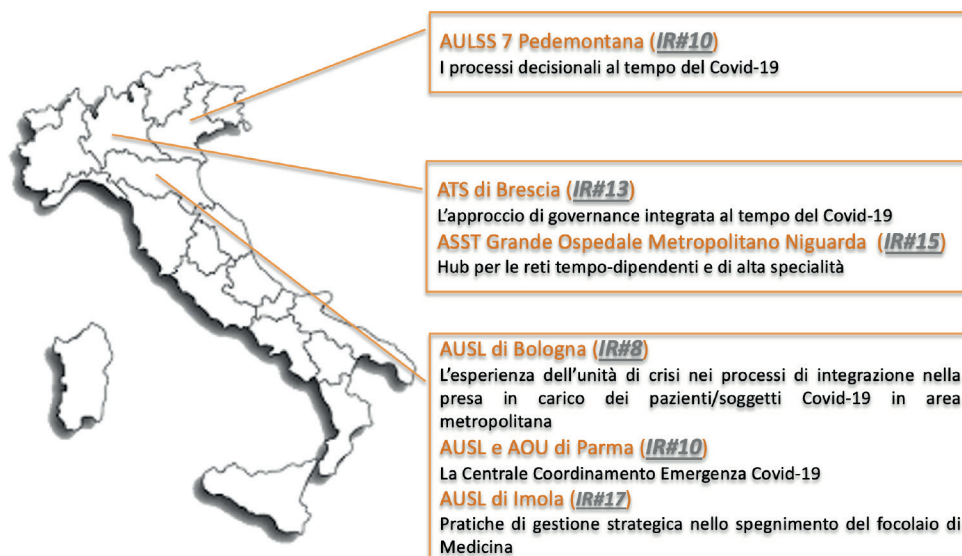 AULSS 7 Pedemontana (IR#10)
I processi decisionali al tempo del Covid-19
ATS di Brescia (IR#13)
L'approccio di governance integrata al tempo del Covid-19
ASST Grande Ospedale Metropolitano Niguarda (IR#15)
Hub per le reti tempo-dipendenti e di alta specialità
AUSL di Bologna (IR#8)
L'esperienza dell'unità di crisi nei processi di integrazione nella
presa in carico dei pazienti/soggetti Covid-19 in area
metropolitana
AUSL e AOU di Parma (IR#10)
La Centrale Coordinamento Emergenza Covid-19
AUSL di Imola (IR#17)
Pratiche di gestione strategica nello spegnimento del focolaio di
Medicina